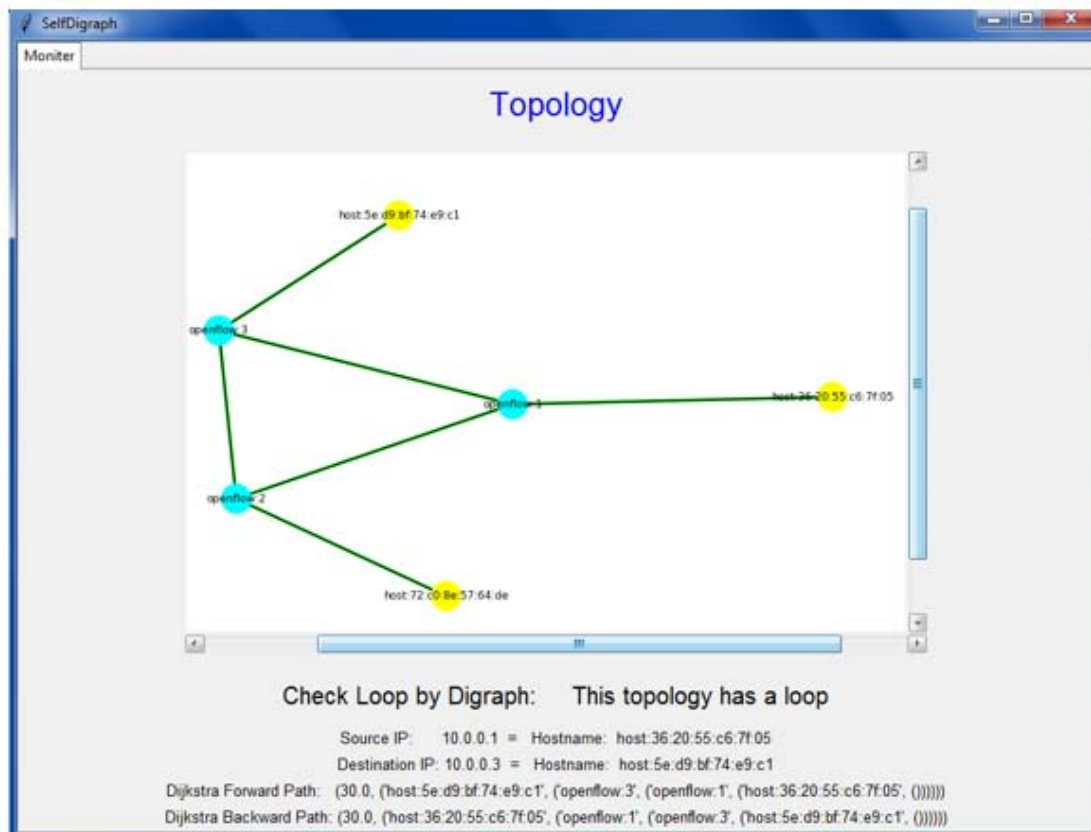 SelfDigraph
Moniter
Topology
host:5e:d9:bf:74:e9:c1
openflow:3
openflow:1
host:36:20:55:c6:7f:05
openflow:2
host:72:c0:8e:57:64:de
Check Loop by Digraph: This topology has a loop
Source IP: 10.0.0.1 = Hostname: host:36:20:55:c6:7f:05
Destination IP: 10.0.0.3 = Hostname: host:5e:d9:bf:74:e9:c1
Dijkstra Forward Path: (30.0, ('host:5e:d9:bf:74:e9:c1', ('openflow:3', ('openflow:1', ('host:36:20:55:c6:7f:05', ())))))
Dijkstra Backward Path: (30.0, ('host:36:20:55:c6:7f:05', ('openflow:1', ('openflow:3', ('host:5e:d9:bf:74:e9:c1', ())))))